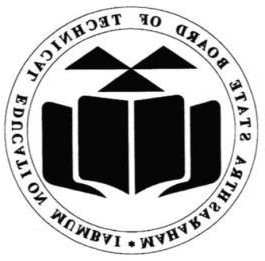 MAHARASHTRA STATE BOARD OF TECHNICAL EDUCATION MUMBAI *